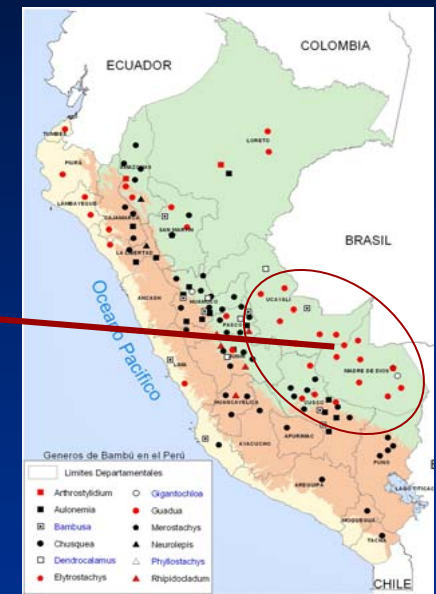 COLOMBIA
ECUADOR
TUMBES
LORETO
PIURA
AMAZONAS
LAMBAYEQUE
CAJAMARCA
SAN MARTIN
LA LIBERTAD
BRASIL
ANCASH
HUANUCO
UCAYALI
PASCO
Oceano Pacífico
JUNIN
LIMA
MADRE DE DIOS
CUSCO
HUANCAVELICA
APURIMAC
AYACUCHO
PUNO
Generos de Bambú en el Perú
Limites Departamentales
AREQUIPA
Arthrostylidium
Gigantochloa
Aulonemia
Guadua
MOQUEGUA
Bambusa
Merostachys
Chusquea
Neurolepis
TACNA
Dendrocalamus
Phyllostachys
Elytrostachys
Rhipidocladum
CHILE